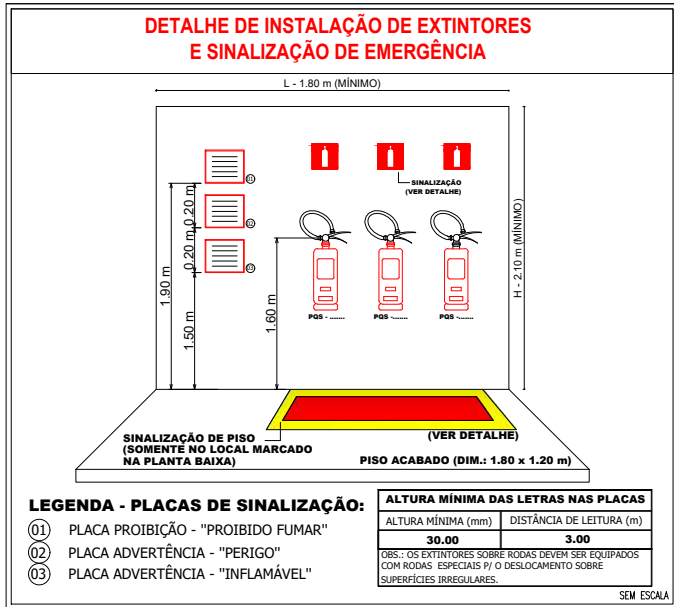 DETALHE DE INSTALAÇÃO DE EXTINTORES
E SINALIZAÇÃO DE EMERGÊNCIA
L - 1.80 m (MÍNIMO)
01
02
03
SINALIZAÇÃO
(VER DETALHE)
0.20 m
0.20 m
1.90 m
1.50 m
1.60 m
H - 2.10 m (MÍNIMO)
PQS - .......
PQS -.......
PQS -.......
SINALIZAÇÃO DE PISO
(SOMENTE NO LOCAL MARCADO
NA PLANTA BAIXA)
(VER DETALHE)
PISO ACABADO (DIM.: 1.80 x 1.20 m)
LEGENDA - PLACAS DE SINALIZAÇÃO:
01 PLACA PROIBIÇÃO - "PROIBIDO FUMAR"
02 PLACA ADVERTÊNCIA - "PERIGO"
03 PLACA ADVERTÊNCIA - "INFLAMÁVEL"
ALTURA MÍNIMA DAS LETRAS NAS PLACAS
ALTURA MÍNIMA (mm) DISTÂNCIA DE LEITURA (m)
30.00 3.00
OBS.: OS EXTINTORES SOBRE RODAS DEVEM SER EQUIPADOS
COM RODAS ESPECIAIS P/ O DESLOCAMENTO SOBRE
SUPERFÍCIES IRREGULARES.
SEM ESCALA